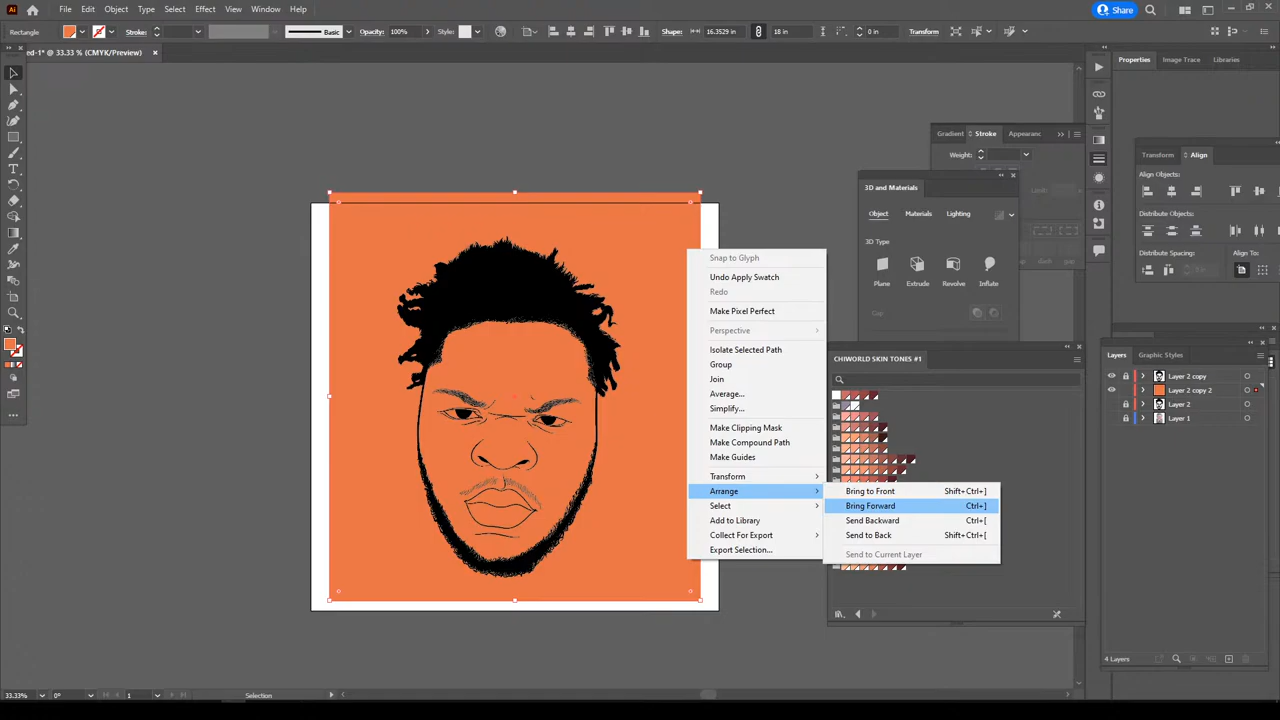 Ai File Edit Object Type Select Effect View Window Help Share
Rectangle Stroke: Basic Opacity: 100% Style: Shape: 16.3529 in 18 in 0 in Transform
ed-1* @ 33.33 % (CMYK/Preview) ×
Properties Image Trace Libraries
Gradient Stroke Appearanc
Weight:
Transform Align
Align Objects:
Distribute Objects:
Distribute Spacing: Align To:
3D and Materials
Object Materials Lighting
3D Type
Plane Extrude Revolve Inflate
Cap
Snap to Glyph
Undo Apply Swatch
Redo
Make Pixel Perfect
Perspective
Isolate Selected Path
Group
Join
Average...
Simplify...
Make Clipping Mask
Make Compound Path
Make Guides
Transform
Arrange
Select
Add to Library
Collect For Export
Export Selection...
Bring to Front Shift+Ctrl+]
Bring Forward Ctrl+]
Send Backward Ctrl+[
Send to Back Shift+Ctrl+[
Send to Current Layer
CHIWORLD SKIN TONES #1
Layers Graphic Styles
Layer 2 copy
Layer 2 copy 2
Layer 2
Layer 1
4 Layers
33.33% 0° 1 Selection